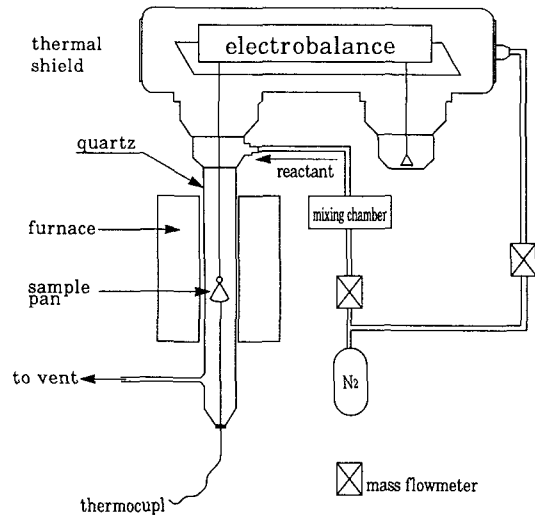 thermal
shield
electrobalance
quartz
reactant
mixing chamber
furnace
sample
pan
to vent
N2
thermocupl
mass flowmeter